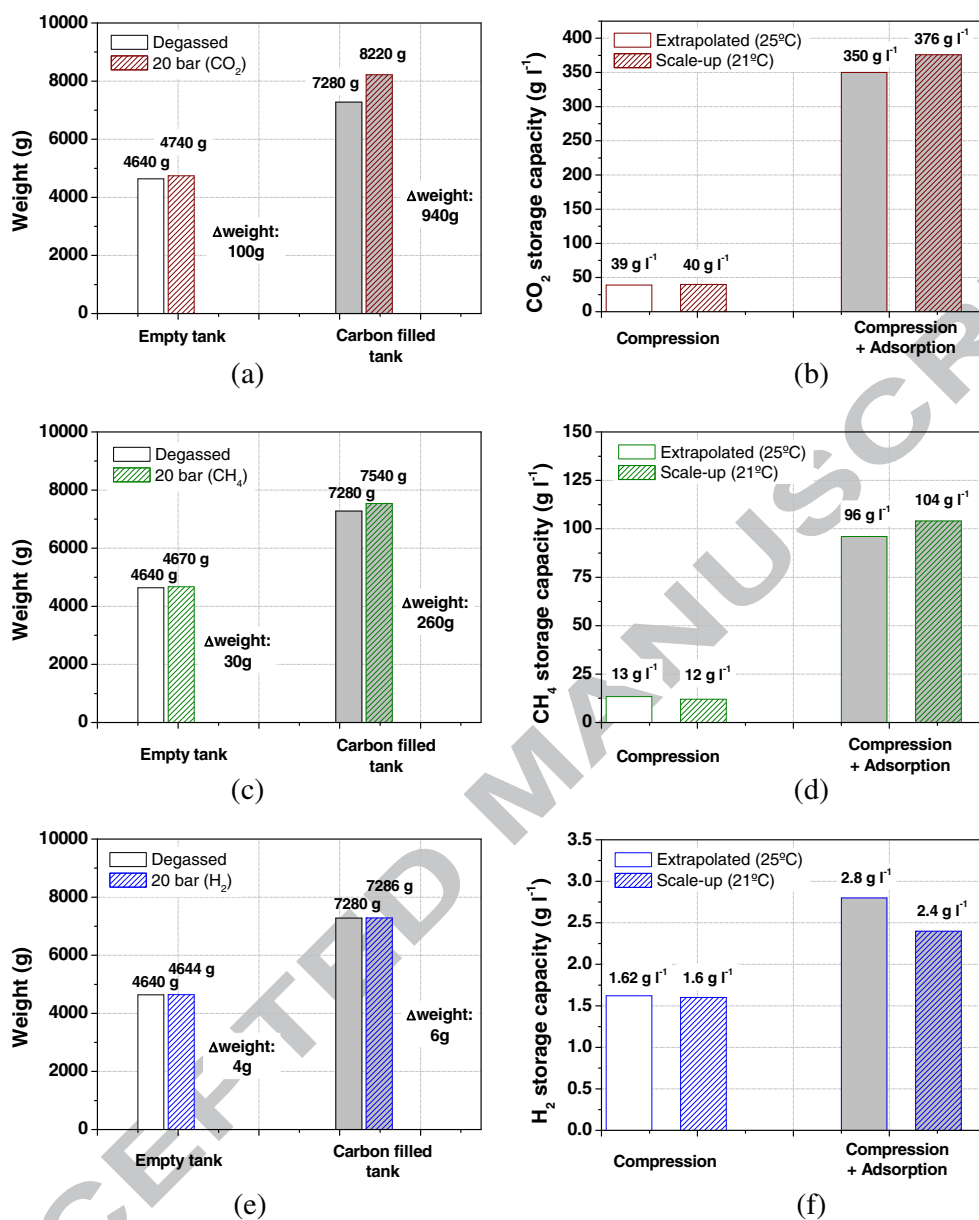 10000
8000
6000
4000
2000
0
Weight (g)
Degassed
20 bar (CO₂)
4640 g
4740 g
7280 g
8220 g
Δweight:
100g
Δweight:
940g
Empty tank
Carbon filled
tank
(a)
400
350
300
250
200
150
100
50
0
CO₂ storage capacity (g l⁻¹)
Extrapolated (25ºC)
Scale-up (21ºC)
39 g l⁻¹
40 g l⁻¹
350 g l⁻¹
376 g l⁻¹
Compression
Compression
+ Adsorption
(b)
10000
8000
6000
4000
2000
0
Weight (g)
Degassed
20 bar (CH₄)
4640 g
4670 g
7280 g
7540 g
Δweight:
30g
Δweight:
260g
Empty tank
Carbon filled
tank
(c)
150
125
100
75
50
25
0
CH₄ storage capacity (g l⁻¹)
Extrapolated (25ºC)
Scale-up (21ºC)
13 g l⁻¹
12 g l⁻¹
96 g l⁻¹
104 g l⁻¹
Compression
Compression
+ Adsorption
(d)
10000
8000
6000
4000
2000
0
Weight (g)
Degassed
20 bar (H₂)
4640 g
4644 g
7280 g
7286 g
Δweight:
4g
Δweight:
6g
Empty tank
Carbon filled
tank
(e)
3.5
3.0
2.5
2.0
1.5
1.0
0.5
0.0
H₂ storage capacity (g l⁻¹)
Extrapolated (25ºC)
Scale-up (21ºC)
1.62 g l⁻¹
1.6 g l⁻¹
2.8 g l⁻¹
2.4 g l⁻¹
Compression
Compression
+ Adsorption
(f)
CEPTED MANUSCR